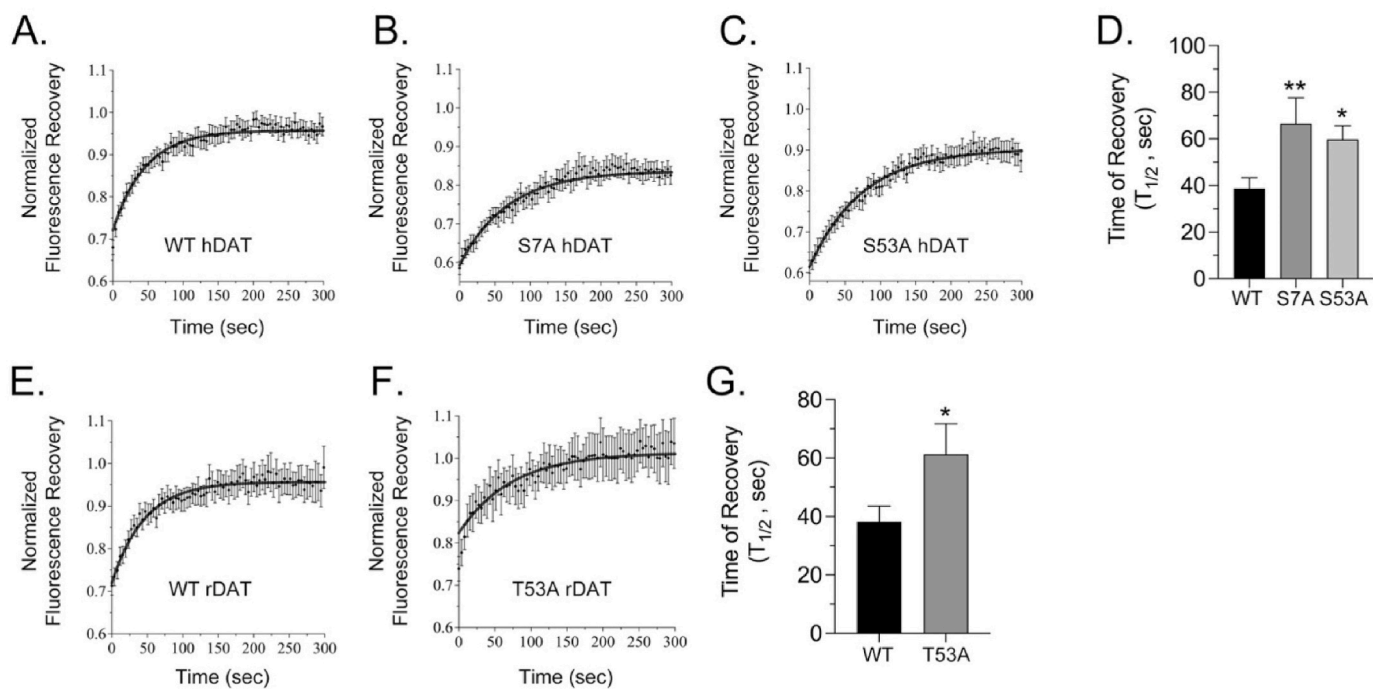 A.
Normalized
Fluorescence Recovery
1.1
1.0
0.9
0.8
0.7
0.6
WT hDAT
0 50 100 150 200 250 300
Time (sec)
B.
Normalized
Fluorescence Recovery
1.1
1.0
0.9
0.8
0.7
0.6
S7A hDAT
0 50 100 150 200 250 300
Time (sec)
C.
Normalized
Fluorescence Recovery
1.1
1.0
0.9
0.8
0.7
0.6
S53A hDAT
0 50 100 150 200 250 300
Time (sec)
D.
Time of Recovery
(T1/2 , sec)
100
80
60
40
20
0
**
*
WT S7A S53A
E.
Normalized
Fluorescence Recovery
1.1
1.0
0.9
0.8
0.7
0.6
WT rDAT
0 50 100 150 200 250 300
Time (sec)
F.
Normalized
Fluorescence Recovery
1.1
1.0
0.9
0.8
0.7
0.6
T53A rDAT
0 50 100 150 200 250 300
Time (sec)
G.
Time of Recovery
(T1/2 , sec)
80
60
40
20
0
*
WT T53A